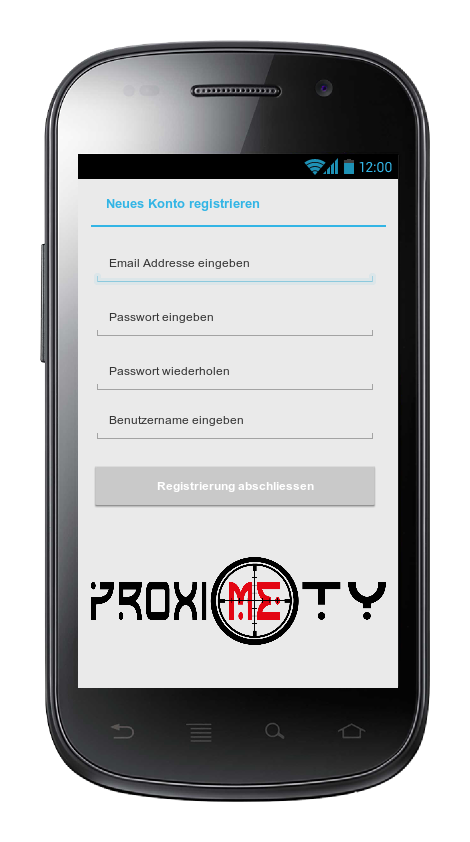 12:00
Neues Konto registrieren
Email Addresse eingeben
Passwort eingeben
Passwort wiederholen
Benutzername eingeben
Registrierung abschliessen
PROXIMETY